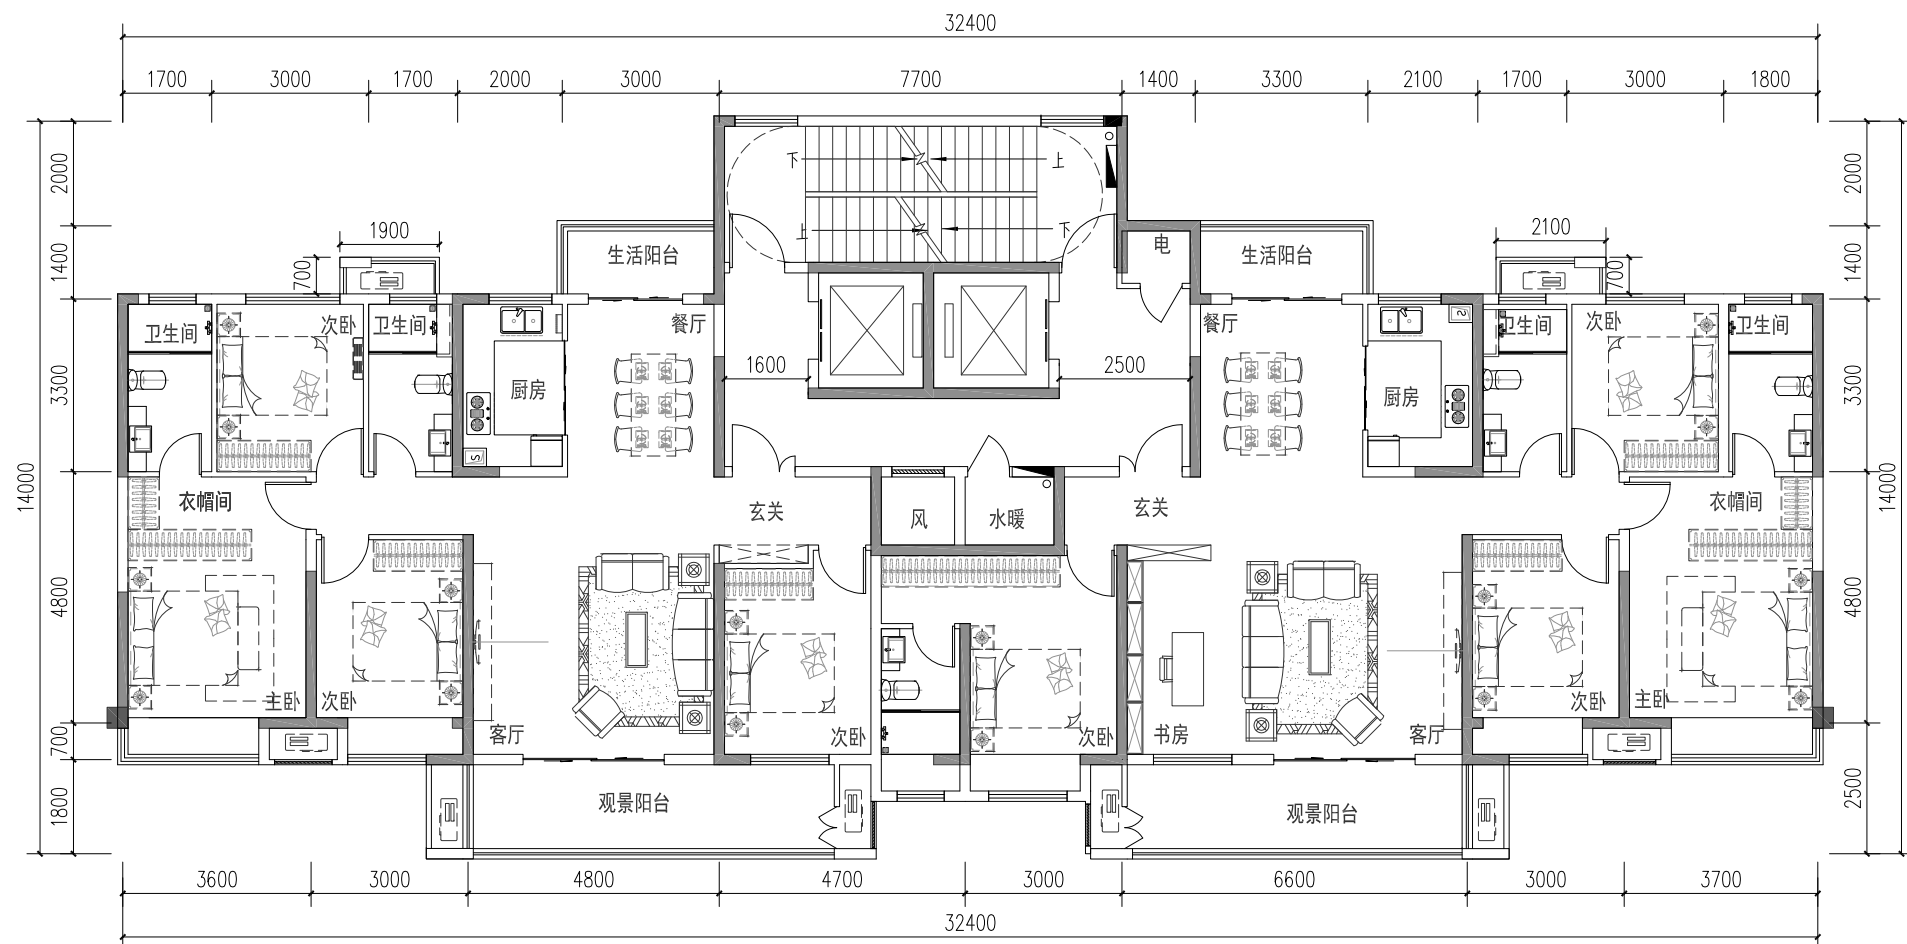 32400
1700 3000 1700 2000 3000 7700 1400 3300 2100 1700 3000 1800
2000 下 上 2000
1400 1900 700 生活阳台 上 下 电 生活阳台 2100 700 1400
卫生间 次卧 卫生间 餐厅 餐厅 卫生间 次卧 卫生间
3300 厨房 1600 2500 厨房 3300
14000 衣帽间 玄关 风 水暖 玄关 衣帽间 14000
4800 4800
主卧 次卧 次卧 主卧
700 客厅 次卧 次卧 书房 客厅
1800 观景阳台 观景阳台 2500
3600 3000 4800 4700 3000 6600 3000 3700
32400